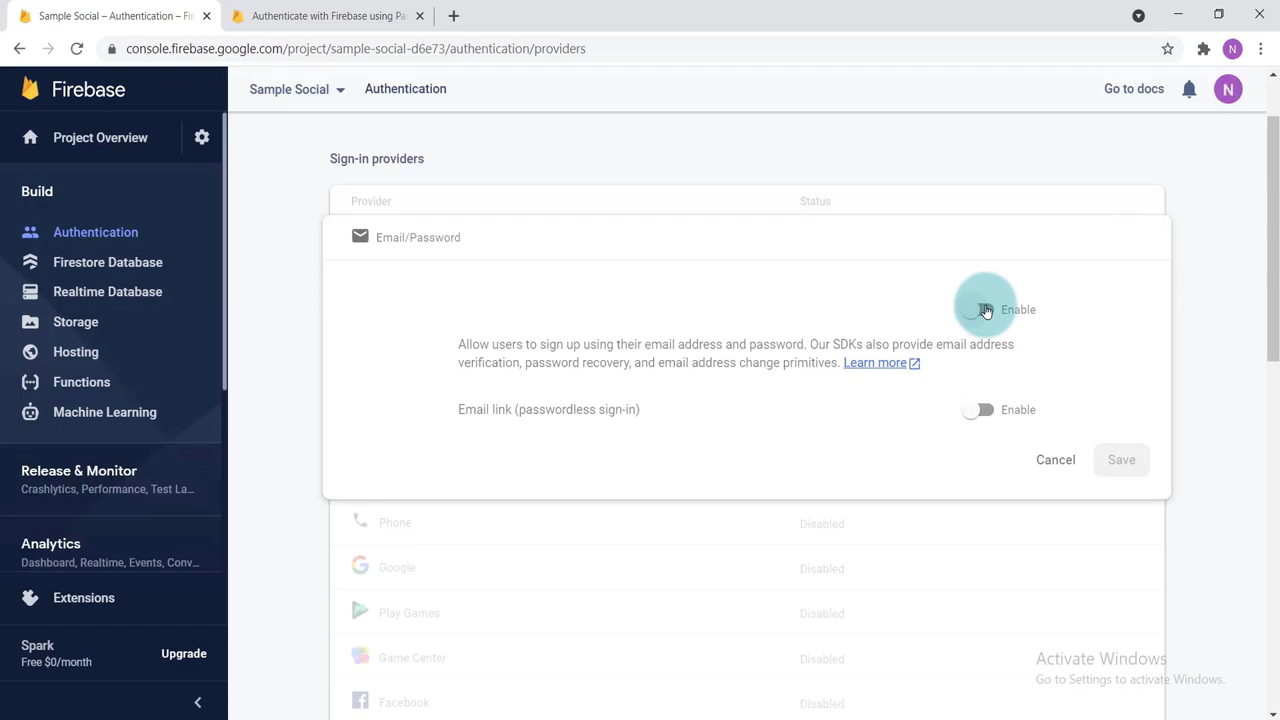 Sample Social – Authentication – Fi
Authenticate with Firebase using Pa
console.firebase.google.com/project/sample-social-d6e73/authentication/providers
N
Firebase
Sample Social
Authentication
Go to docs
N
Project Overview
Build
Authentication
Firestore Database
Realtime Database
Storage
Hosting
Functions
Machine Learning
Release & Monitor
Crashlytics, Performance, Test La...
Analytics
Dashboard, Realtime, Events, Conv...
Extensions
Spark
Free $0/month
Upgrade
Sign-in providers
Provider
Status
Email/Password
Enable
Allow users to sign up using their email address and password. Our SDKs also provide email address
verification, password recovery, and email address change primitives. Learn more
Email link (passwordless sign-in)
Enable
Cancel
Save
Phone
Disabled
Google
Disabled
Play Games
Disabled
Game Center
Disabled
Facebook
Disabled
Activate Windows
Go to Settings to activate Windows.